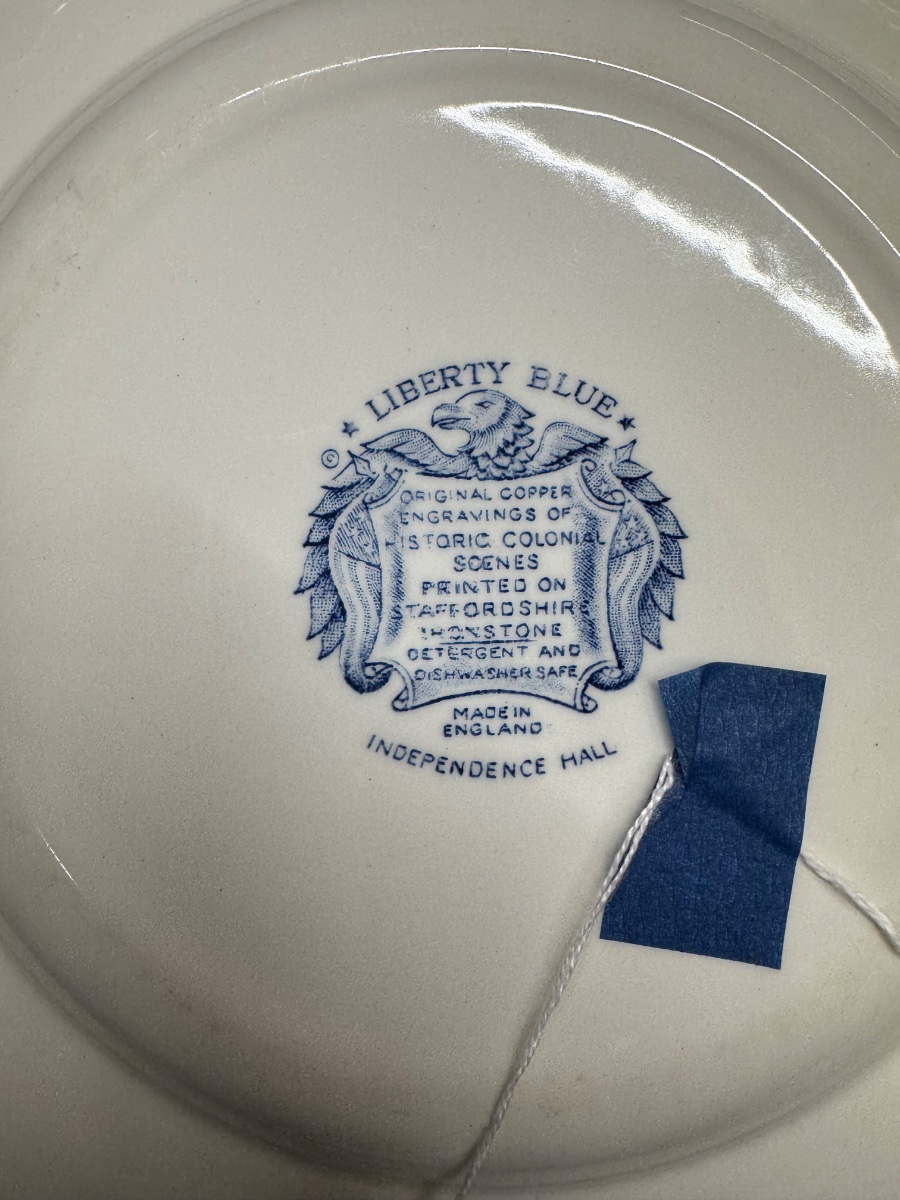 LIBERTY BLUE
©
ORIGINAL COPPER
ENGRAVINGS OF
HISTORIC COLONIAL
SCENES
PRINTED ON
STAFFORDSHIRE
IRONSTONE
DETERGENT AND
DISHWASHER SAFE
MADE IN
ENGLAND
INDEPENDENCE HALL